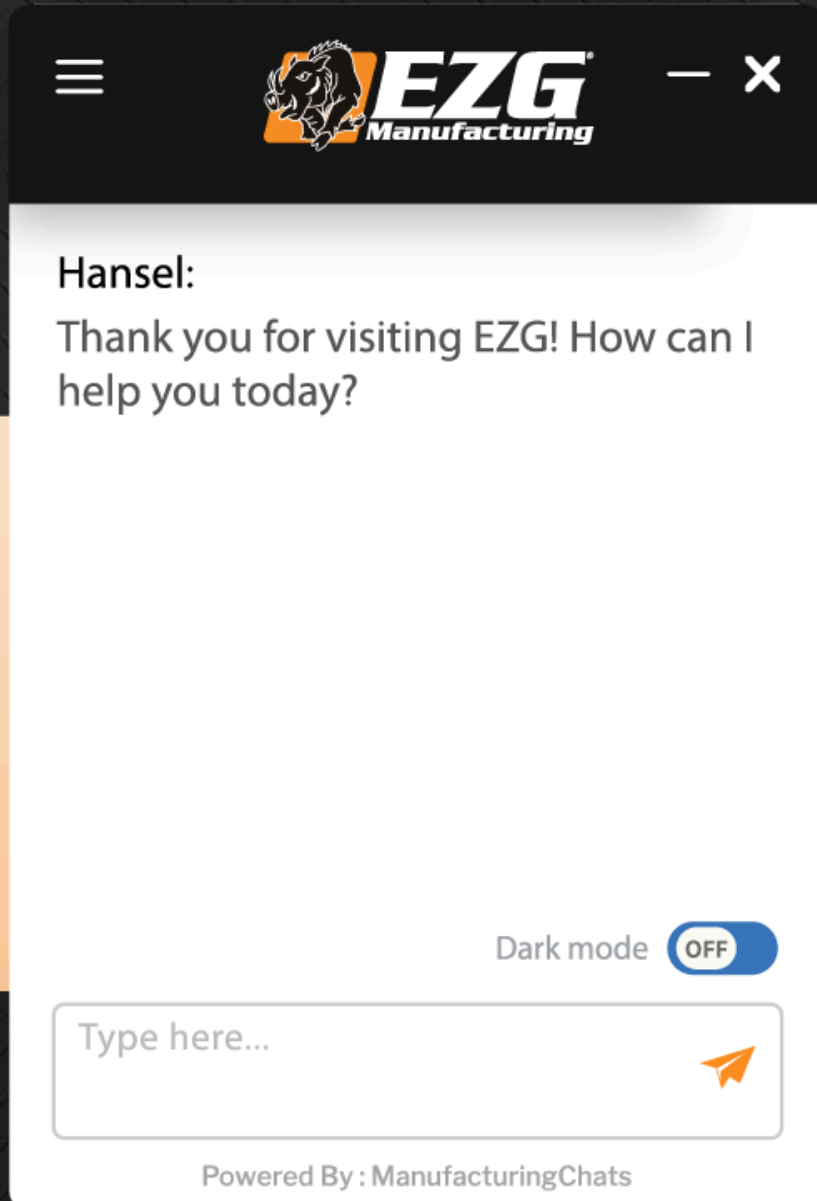 EZG®
Manufacturing
Hansel:
Thank you for visiting EZG! How can I
help you today?
Dark mode OFF
Type here...
Powered By : ManufacturingChats